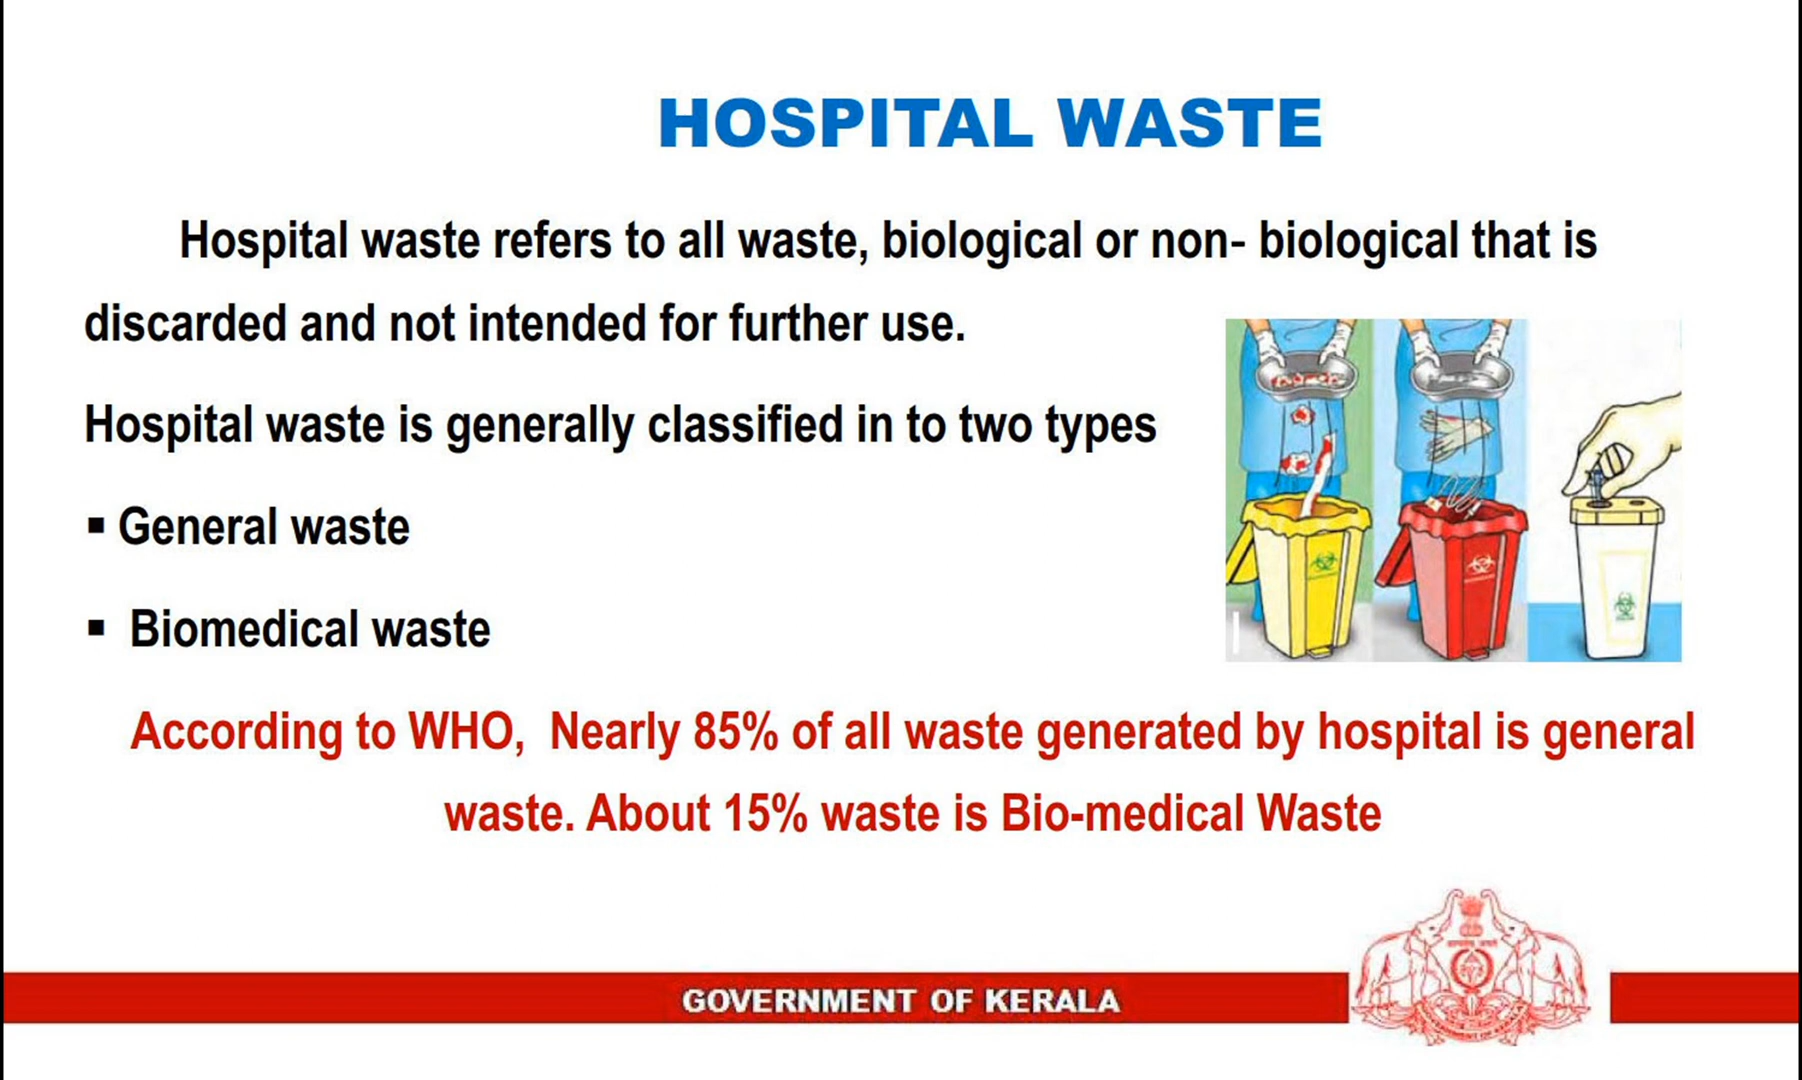 HOSPITAL WASTE
Hospital waste refers to all waste, biological or non- biological that is
discarded and not intended for further use.
Hospital waste is generally classified in to two types
▪ General waste
▪ Biomedical waste
According to WHO, Nearly 85% of all waste generated by hospital is general
waste. About 15% waste is Bio-medical Waste
GOVERNMENT OF KERALA